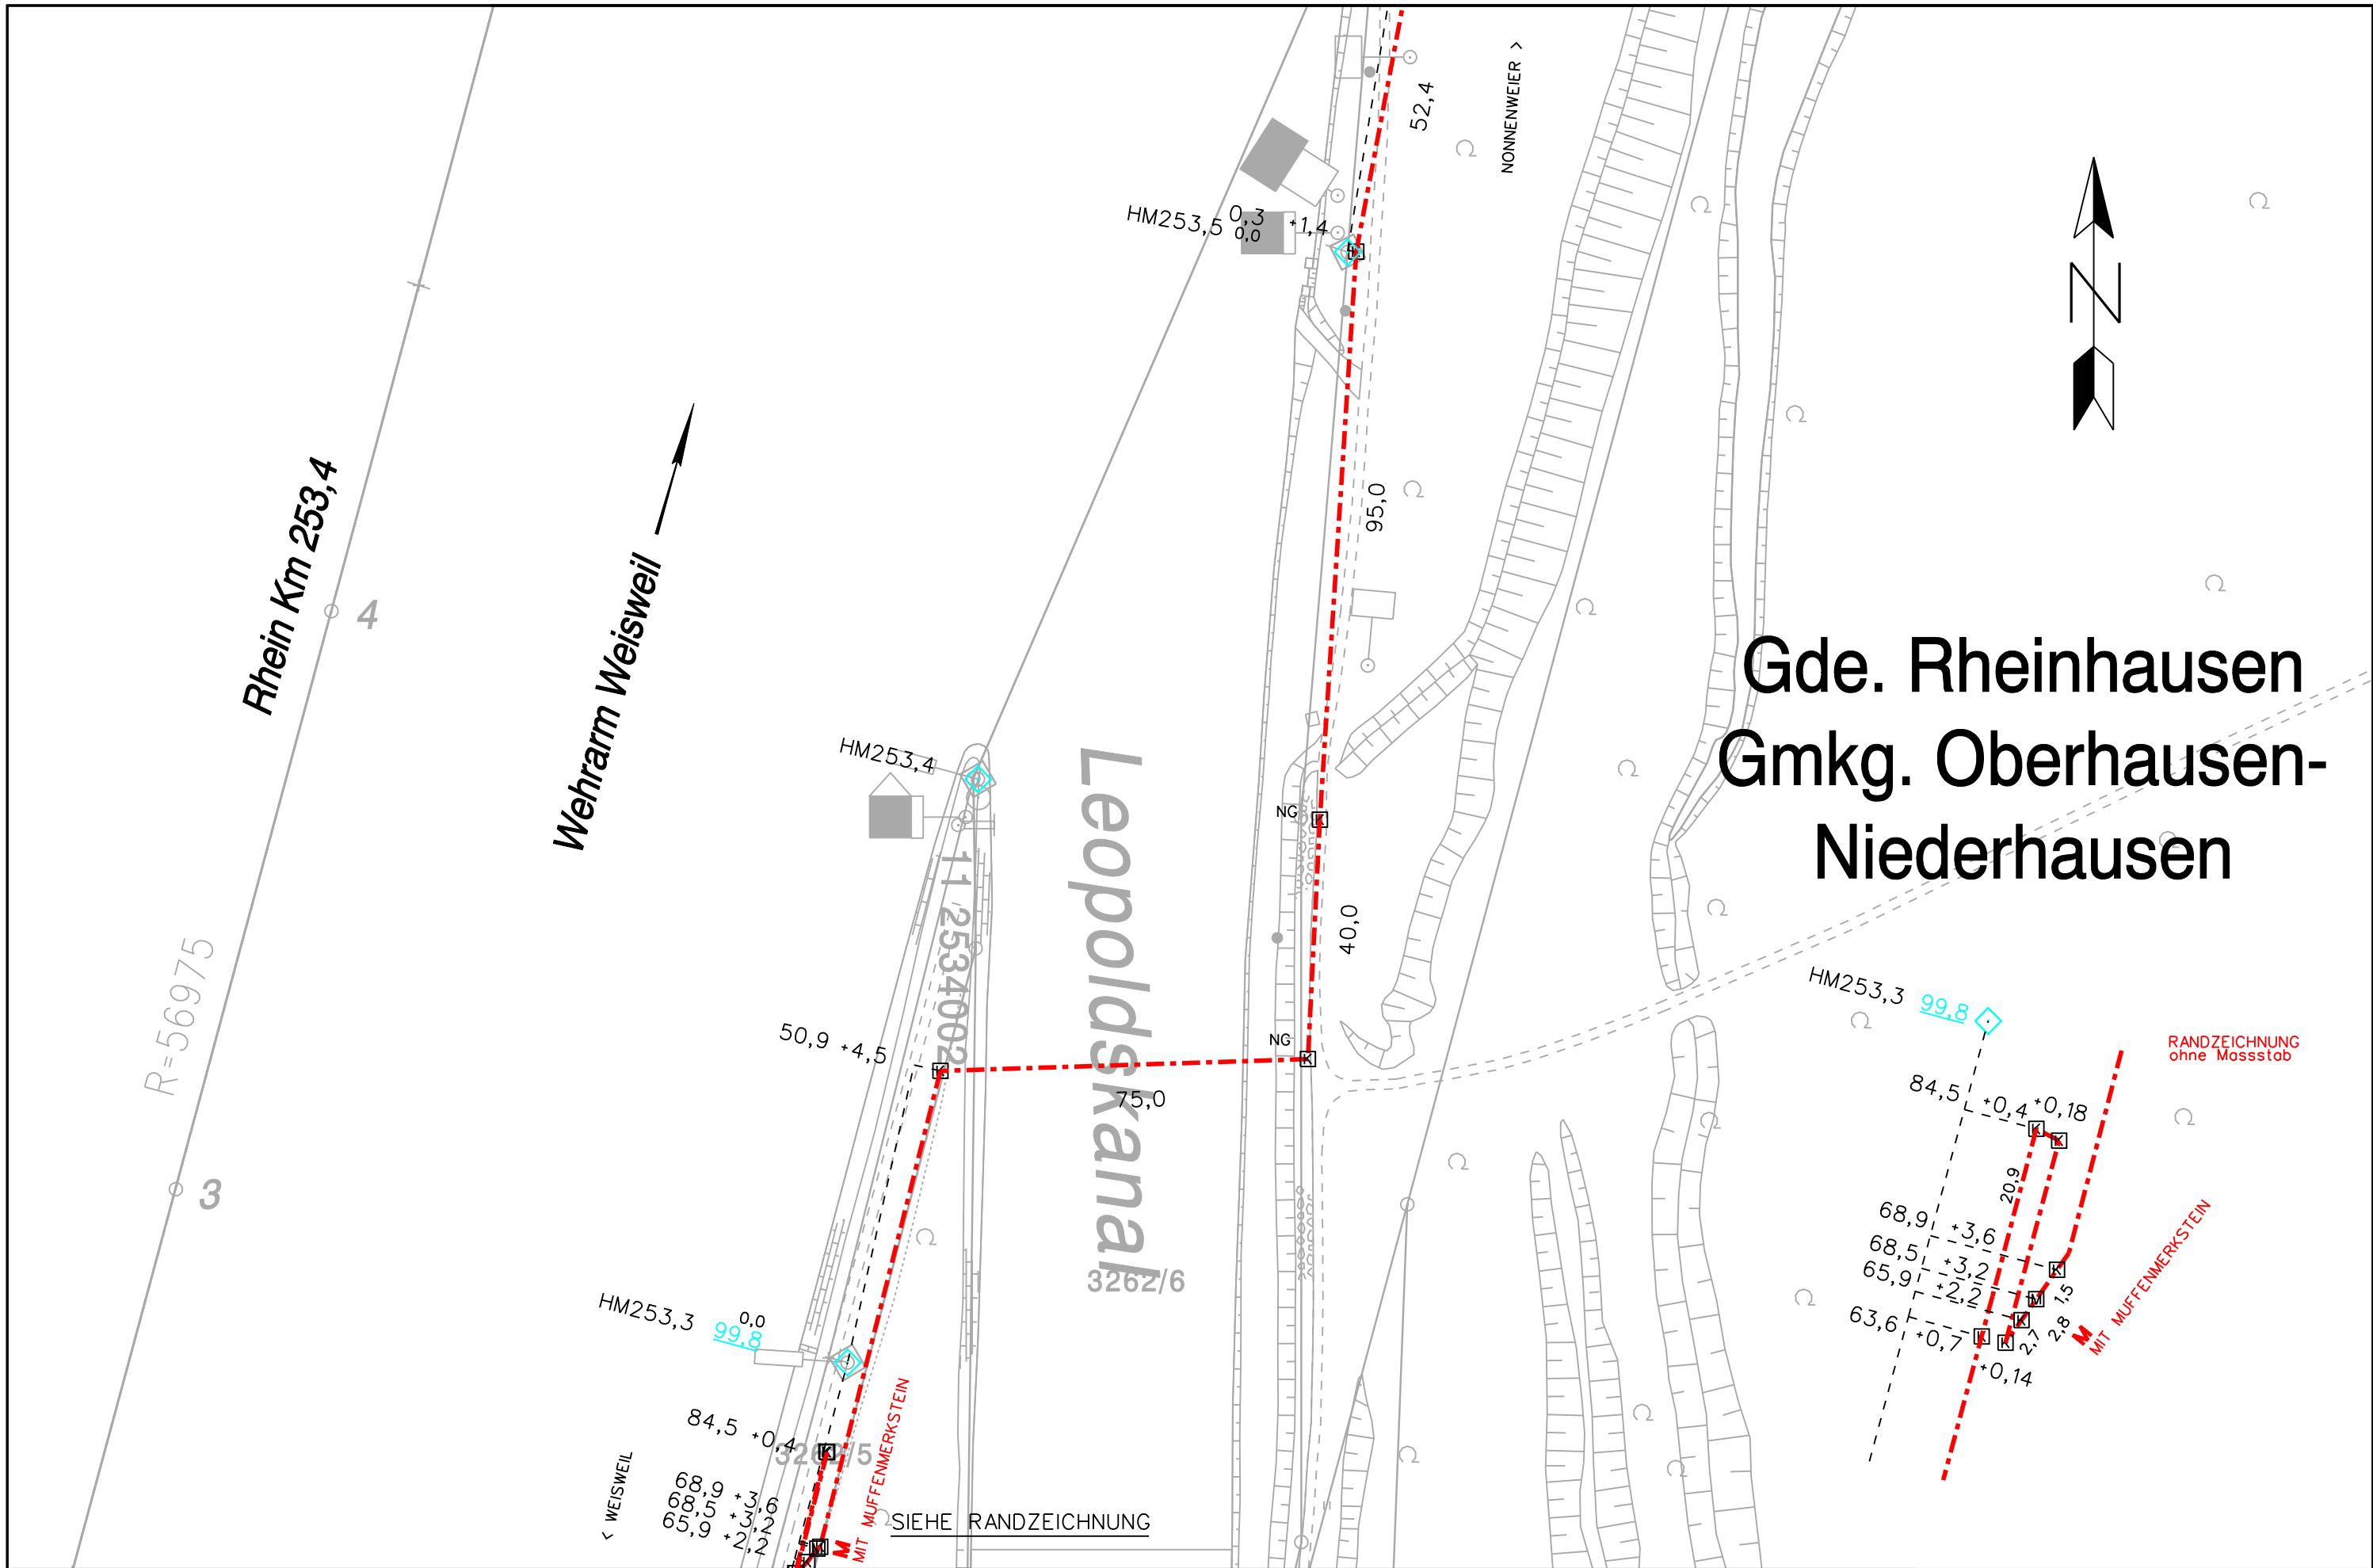 52,4
NONNENWEIER >
HM253,5 0,3 +1,4
0,0
N
Rhein Km 253,4
4
Wehrarm Weisweil
95,0
Gde. Rheinhausen
Gmkg. Oberhausen-
Niederhausen
HM253,4
Leopoldskanal
NG
K
11-2534002
40,0
R=56975
50,9 +4,5
K
NG
K
75,0
3
3262/6
HM253,3 99,8
0,0
84,5 +0,4
K
3262/5
68,9 +3,6
68,5 +3,2
65,9 +2,2
< WEISWEIL
M
MIT MUFFENMERKSTEIN
SIEHE RANDZEICHNUNG
HM253,3 99,8
RANDZEICHNUNG
ohne Massstab
84,5 +0,4 +0,18
K
K
20,9
68,9 +3,6
K
68,5 +3,2
M
1,5
65,9 +2,2
K
2,8
63,6 +0,7
K
K
2,7
+0,14
M
MIT MUFFENMERKSTEIN